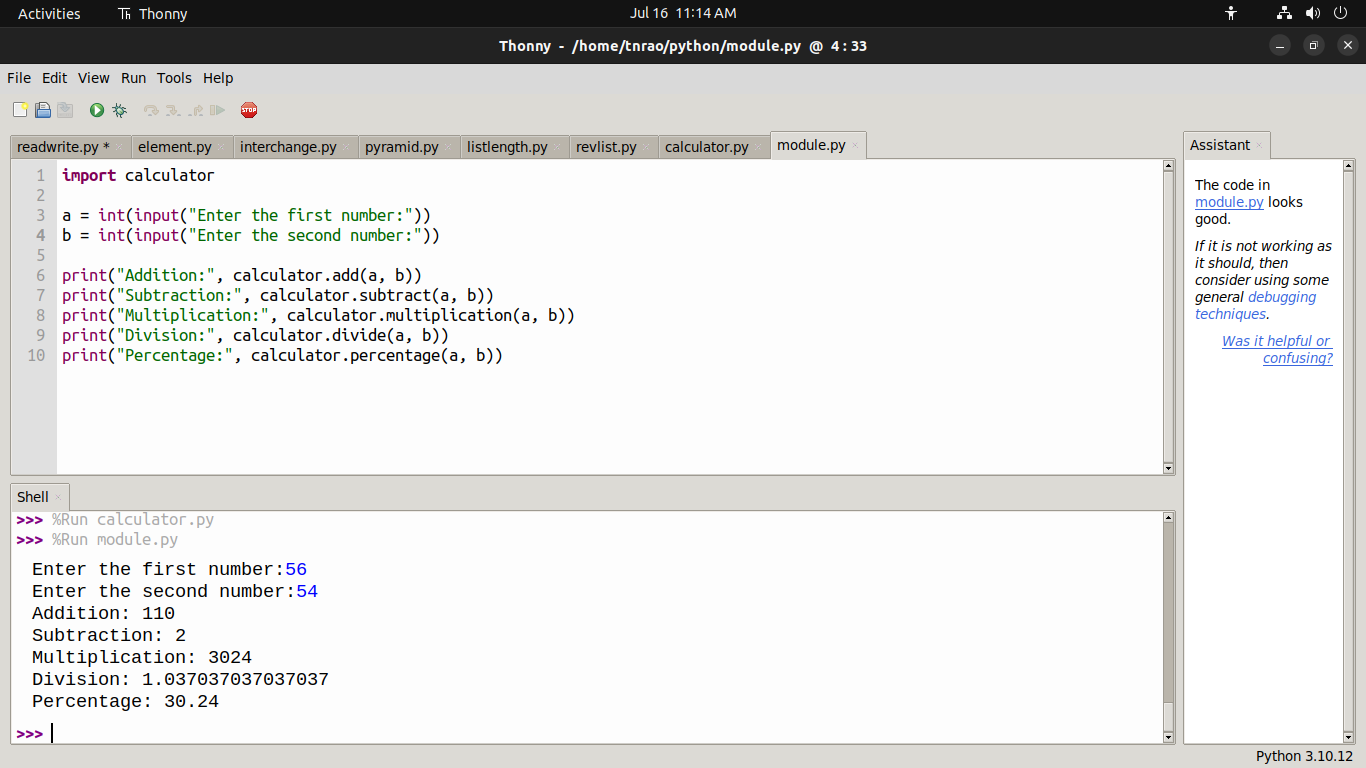 Activities Thonny Jul 16 11:14 AM
Thonny - /home/tnrao/python/module.py @ 4:33
File Edit View Run Tools Help
STOP
readwrite.py * element.py interchange.py pyramid.py listlength.py revlist.py calculator.py module.py
1 import calculator
2
3 a = int(input("Enter the first number:"))
4 b = int(input("Enter the second number:"))
5
6 print("Addition:", calculator.add(a, b))
7 print("Subtraction:", calculator.subtract(a, b))
8 print("Multiplication:", calculator.multiplication(a, b))
9 print("Division:", calculator.divide(a, b))
10 print("Percentage:", calculator.percentage(a, b))
Shell
>>> %Run calculator.py
>>> %Run module.py
Enter the first number:56
Enter the second number:54
Addition: 110
Subtraction: 2
Multiplication: 3024
Division: 1.037037037037037
Percentage: 30.24
>>>
Assistant
The code in
module.py looks
good.
If it is not working as
it should, then
consider using some
general debugging
techniques.
Was it helpful or
confusing?
Python 3.10.12